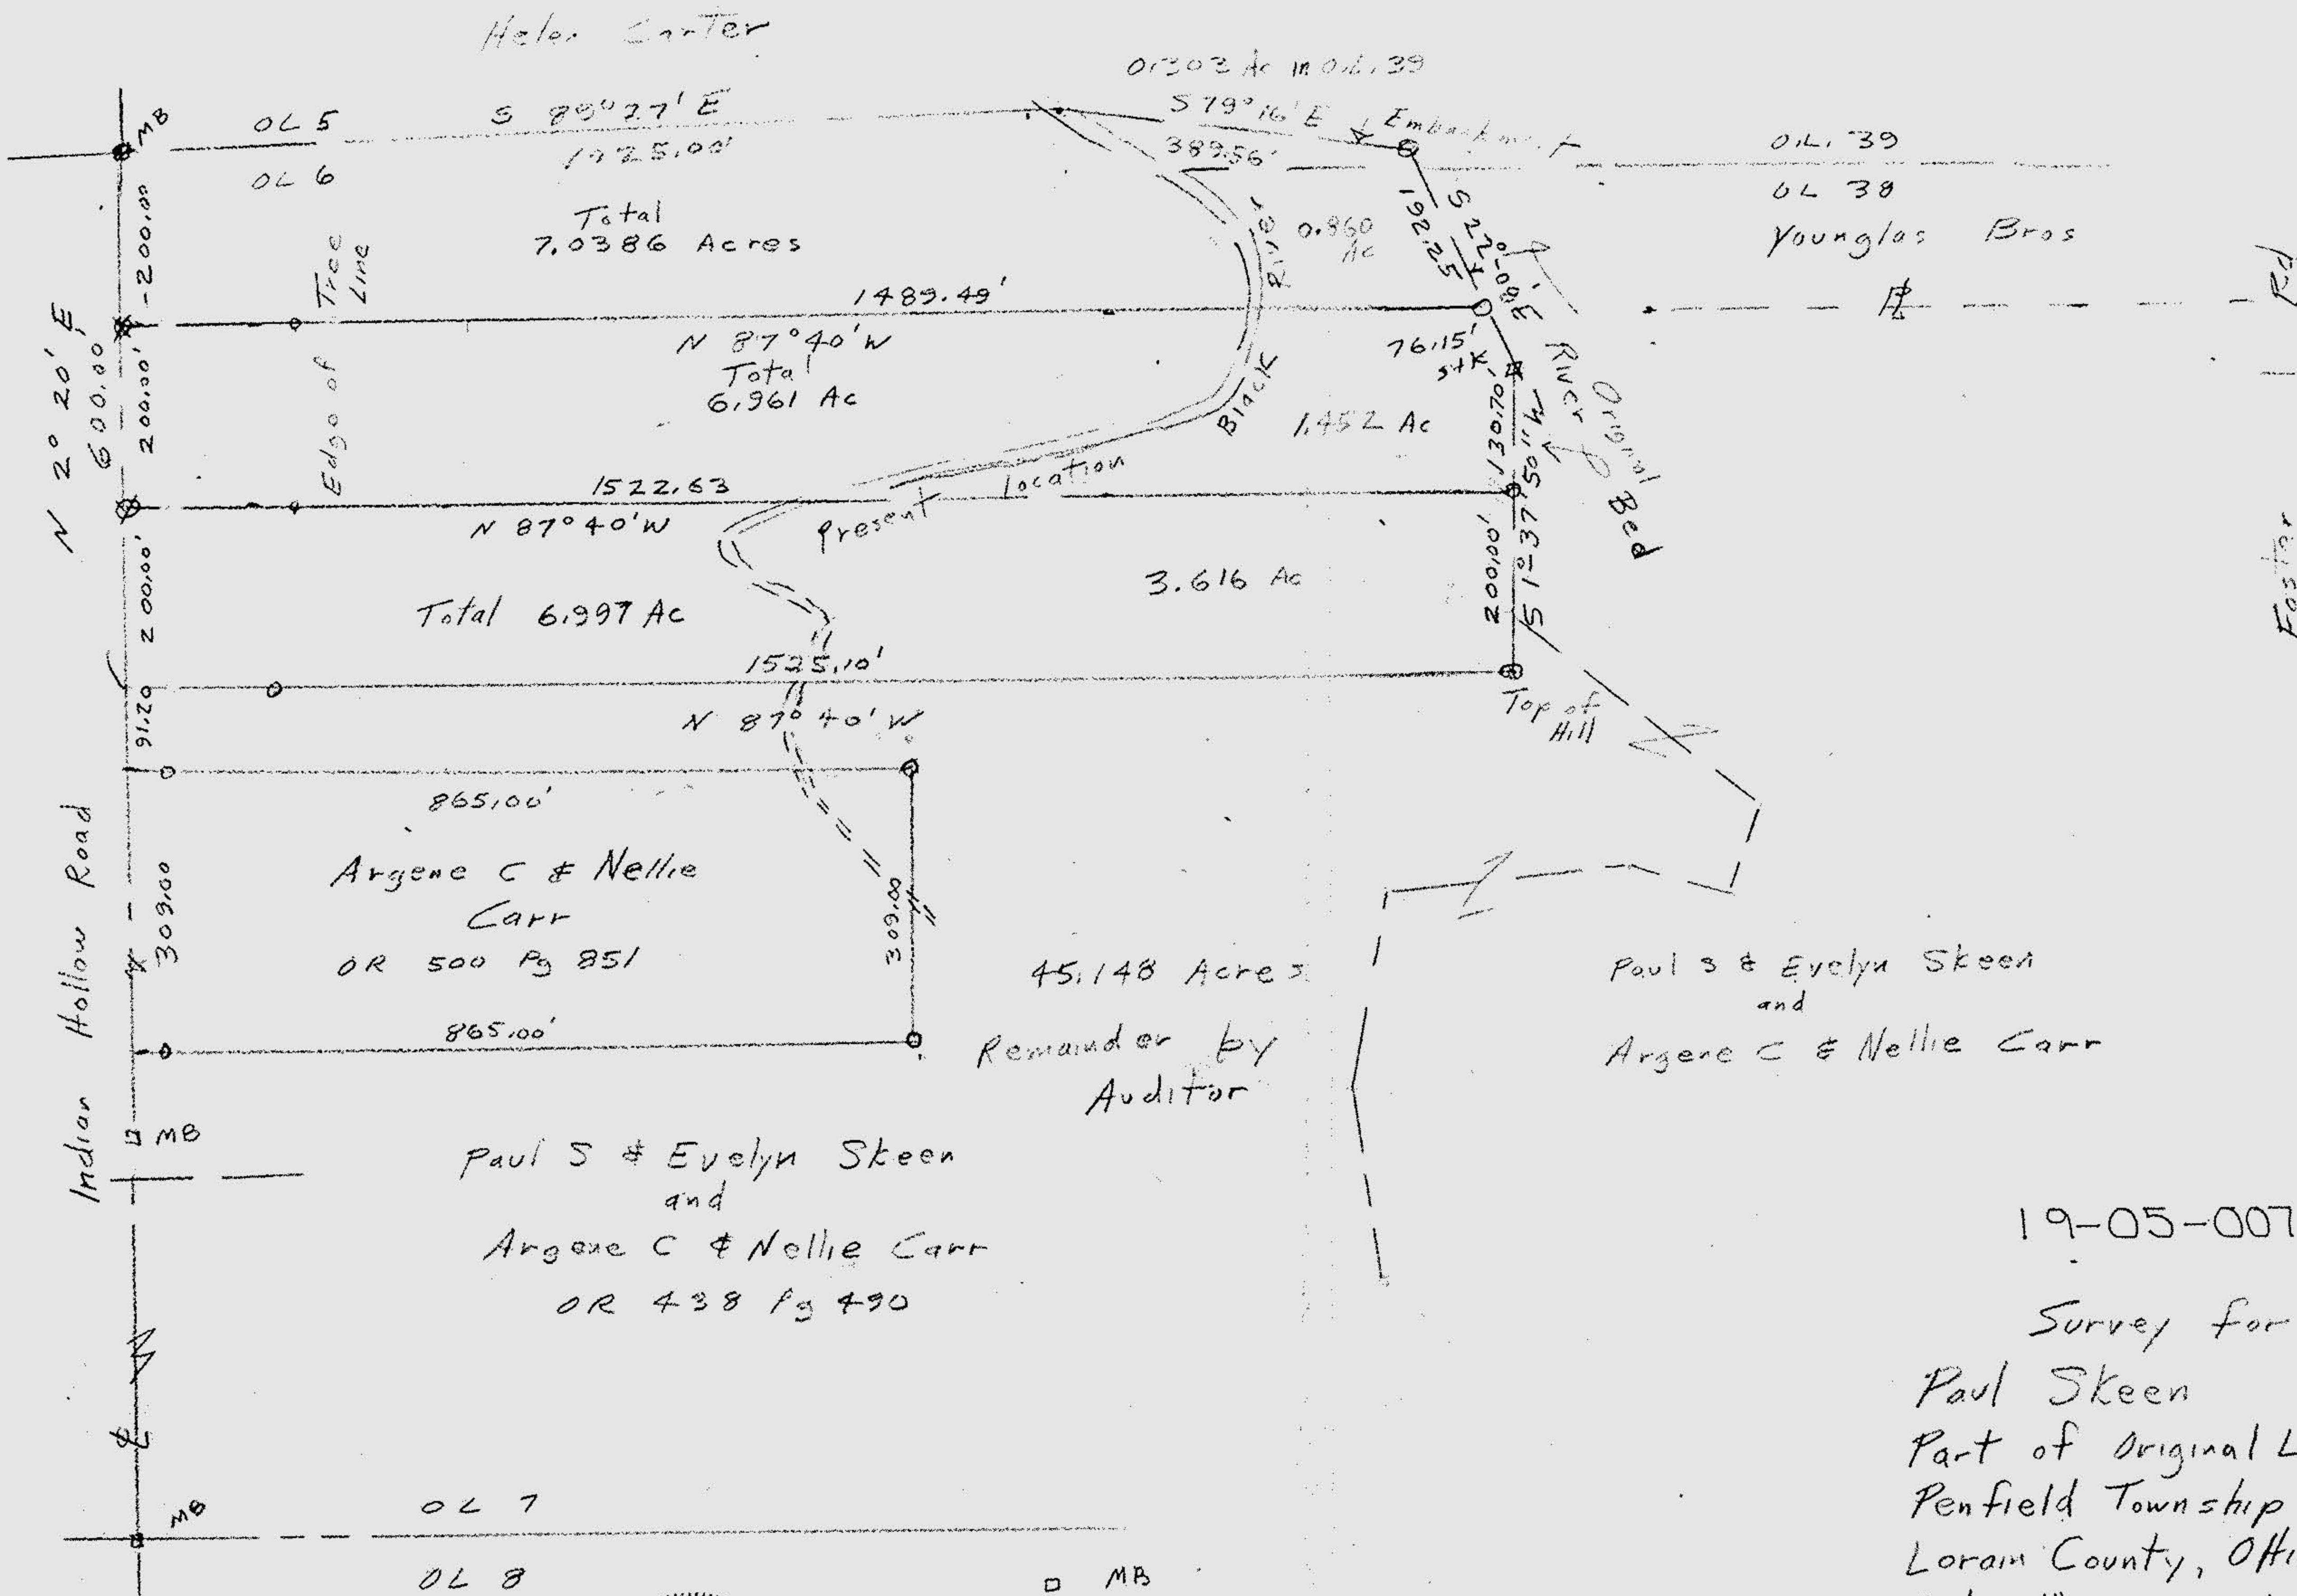 Helen Carter
0.1303 Ac in O.L. 39
MB
OL 5
S 89° 27' E
S 79° 16' E
Embankment
O.L. 39
OL 6
389.56'
OL 38
200.00
Total
7.0386 Acres
Tree
Line
Edge of
River
0.860
Ac
192.25
Younglas Bros
Rd
1489.49'
N 87° 40' W
N 2° 20' E
600.00'
200.00'
Total
6.961 Ac
76.15'
stk
River
Original
Bed
Black
1.452 Ac
130.70'
1522.63
Location
N 87° 40' W
Present
S 1° 37' 50" W
200.00'
Total 6.997 Ac
3.616 Ac
200.00'
1525.10'
N 87° 40' W
Top of
Hill
91.20
865.00'
Argene C & Nellie
Carr
OR 500 Pg 851
309.00
309.00
865.00'
45.148 Acres
Remainder by
Auditor
Paul S & Evelyn Skeen
and
Argene C & Nellie Carr
Indian Hollow Road
MB
Paul S & Evelyn Skeen
and
Argene C & Nellie Carr
OR 438 Pg 490
19-05-007
Survey for
Paul Skeen
Part of Original L
Penfield Township
Lorain County, Ohi
MB
OL 7
OL 8
MB